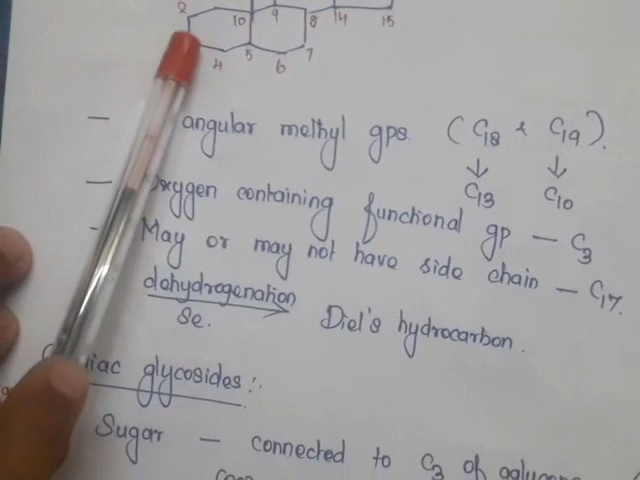 2 10 9 8 14 15
4 5 6 7
— angular methyl gps. (C18 & C19).
↓ ↓
C13 C10
— Oxygen containing functional gp — C3
- May or may not have side chain — C17.
dehydrogenation
Se. Diel's hydrocarbon.
glycosides :-
Sugar — connected to C3 of